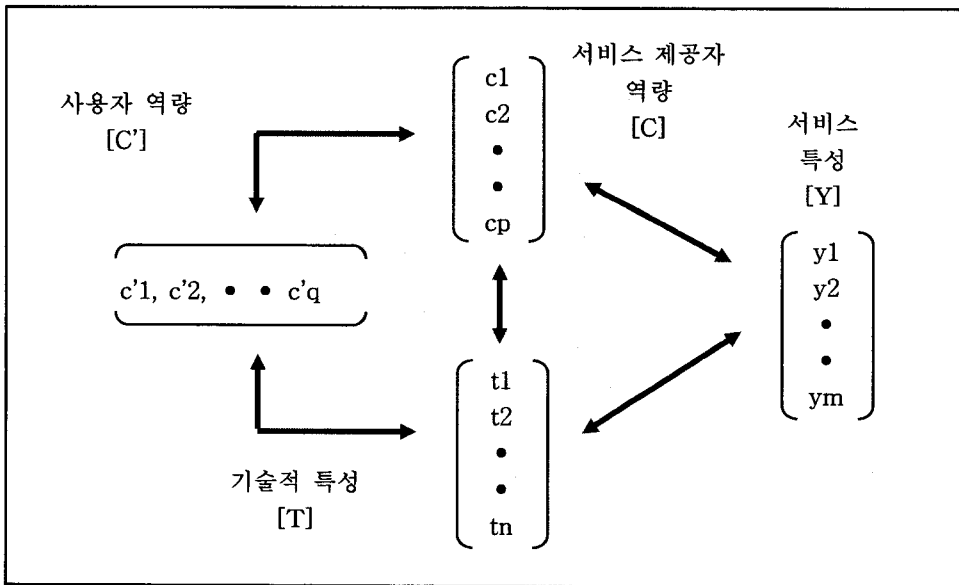 사용자 역량
[C']
c1
c2
•
•
cp
서비스 제공자
역량
[C]
서비스
특성
[Y]
c'1, c'2, • • c'q
y1
y2
•
•
ym
t1
t2
•
•
tn
기술적 특성
[T]